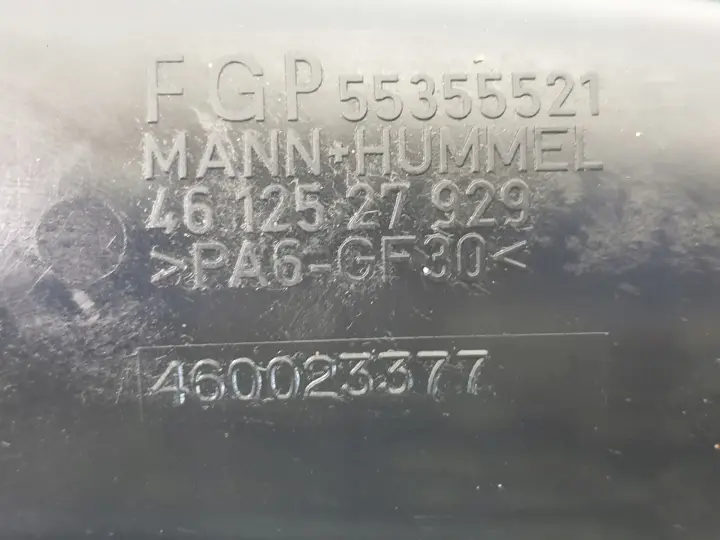 FGP 55355521
MANN+HUMMEL
46 125 27 929
>PA6-GF30<
460023377